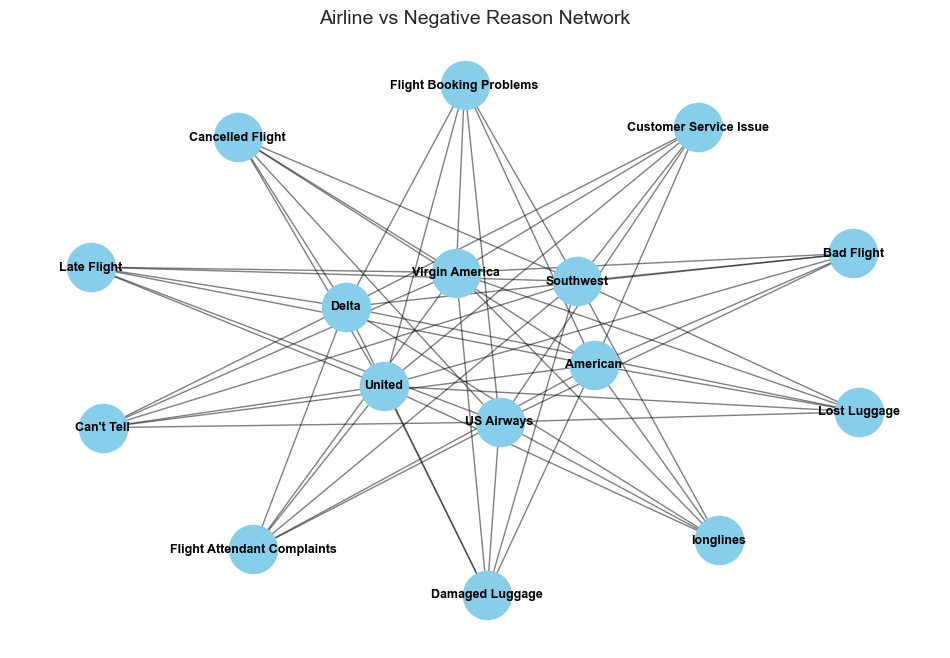 Airline vs Negative Reason Network
Flight Booking Problems
Customer Service Issue
Cancelled Flight
Bad Flight
Late Flight
Virgin America
Southwest
Delta
American
United
Lost Luggage
US Airways
Can't Tell
longlines
Flight Attendant Complaints
Damaged Luggage